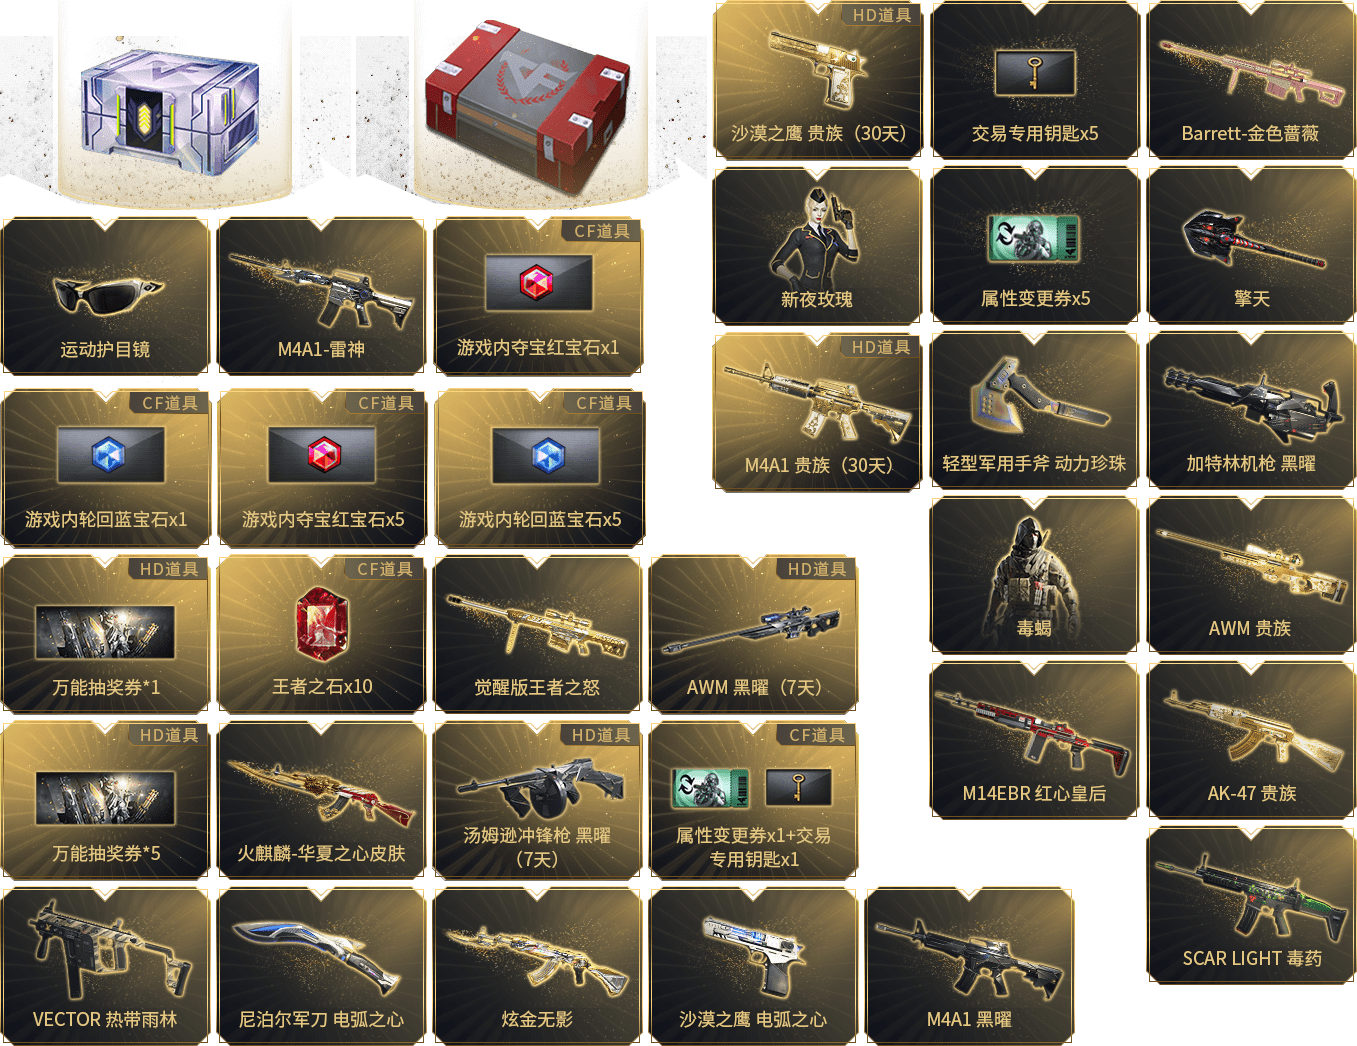 HD道具
沙漠之鹰 贵族（30天）
交易专用钥匙x5
Barrett-金色蔷薇
新夜玫瑰
属性变更券x5
擎天
CF道具
运动护目镜
M4A1-雷神
游戏内夺宝红宝石x1
HD道具
M4A1 贵族（30天）
轻型军用手斧 动力珍珠
加特林机枪 黑曜
CF道具
游戏内轮回蓝宝石x1
CF道具
游戏内夺宝红宝石x5
CF道具
游戏内轮回蓝宝石x5
毒蝎
AWM 贵族
HD道具
万能抽奖券*1
CF道具
王者之石x10
觉醒版王者之怒
HD道具
AWM 黑曜（7天）
M14EBR 红心皇后
AK-47 贵族
HD道具
万能抽奖券*5
火麒麟-华夏之心皮肤
HD道具
汤姆逊冲锋枪 黑曜
（7天）
CF道具
属性变更券x1+交易
专用钥匙x1
SCAR LIGHT 毒药
VECTOR 热带雨林
尼泊尔军刀 电弧之心
炫金无影
沙漠之鹰 电弧之心
M4A1 黑曜